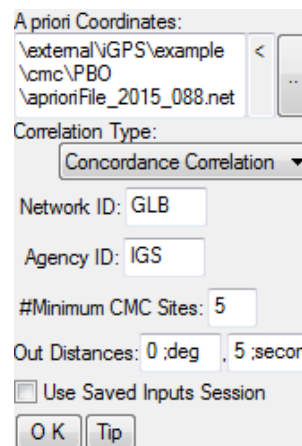 A priori Coordinates:
\external\iGPS\example
\cmc\PBO
\aprioriFile_2015_088.net
<
..
Correlation Type:
Concordance Correlation
Network ID: GLB
Agency ID: IGS
#Minimum CMC Sites: 5
Out Distances: 0 ;deg , 5 ;secon
Use Saved Inputs Session
O K Tip